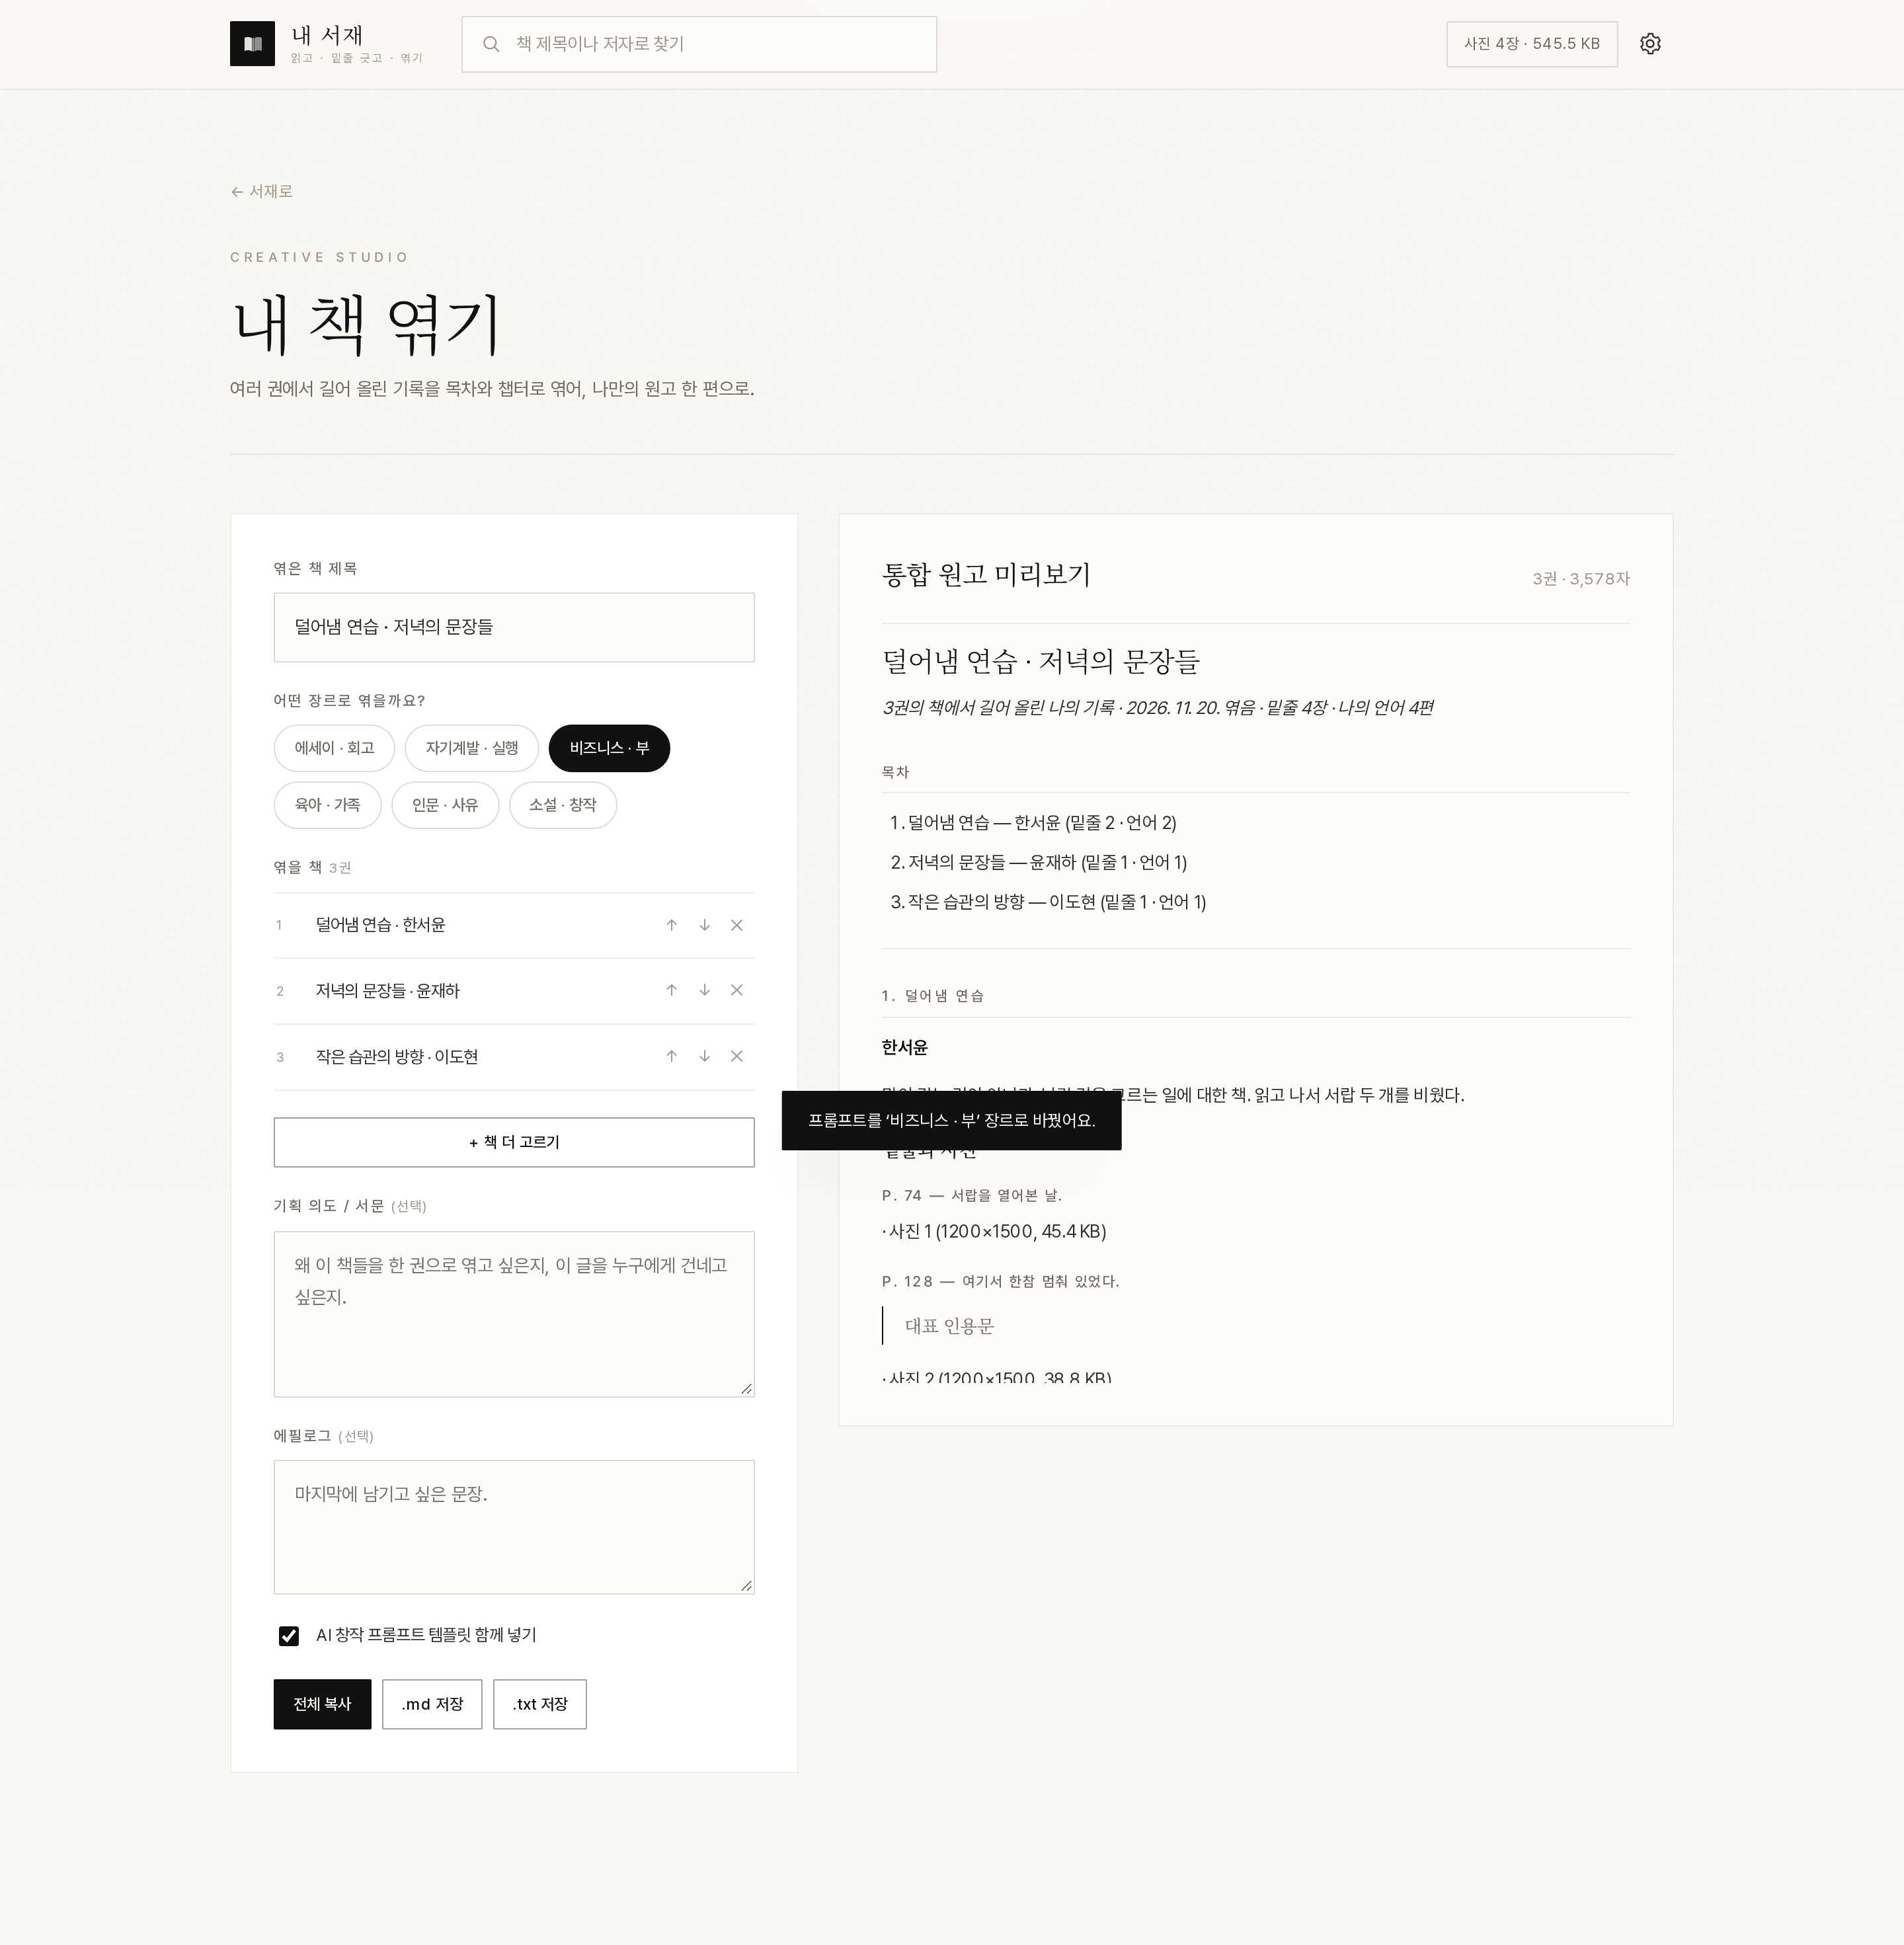 내 서재
읽고 · 밑줄 긋고 · 엮기
책 제목이나 저자로 찾기
사진 4장 · 545.5 KB
← 서재로
CREATIVE STUDIO
내 책 엮기
여러 권에서 길어 올린 기록을 목차와 챕터로 엮어, 나만의 원고 한 편으로.
엮은 책 제목
덜어냄 연습 · 저녁의 문장들
어떤 장르로 엮을까요?
에세이 · 회고
자기계발 · 실행
비즈니스 · 부
육아 · 가족
인문 · 사유
소설 · 창작
엮을 책 3권
1 덜어냄 연습 · 한서윤 ↑ ↓ ×
2 저녁의 문장들 · 윤재하 ↑ ↓ ×
3 작은 습관의 방향 · 이도현 ↑ ↓ ×
+ 책 더 고르기
기획 의도 / 서문 (선택)
왜 이 책들을 한 권으로 엮고 싶은지, 이 글을 누구에게 건네고
싶은지.
에필로그 (선택)
마지막에 남기고 싶은 문장.
AI 창작 프롬프트 템플릿 함께 넣기
전체 복사
.md 저장
.txt 저장
통합 원고 미리보기
3권 · 3,578자
덜어냄 연습 · 저녁의 문장들
3권의 책에서 길어 올린 나의 기록 · 2026. 11. 20. 엮음 · 밑줄 4장 · 나의 언어 4편
목차
1. 덜어냄 연습 — 한서윤 (밑줄 2 · 언어 2)
2. 저녁의 문장들 — 윤재하 (밑줄 1 · 언어 1)
3. 작은 습관의 방향 — 이도현 (밑줄 1 · 언어 1)
1. 덜어냄 연습
한서윤
일에 대한 책. 읽고 나서 서랍 두 개를 비웠다.
프롬프트를 ‘비즈니스 · 부’ 장르로 바꿨어요.
P. 74 — 서랍을 열어본 날.
· 사진 1 (1200×1500, 45.4 KB)
P. 128 — 여기서 한참 멈춰 있었다.
대표 인용문
· 사진 2 (1200×1500, 38.8 KB)